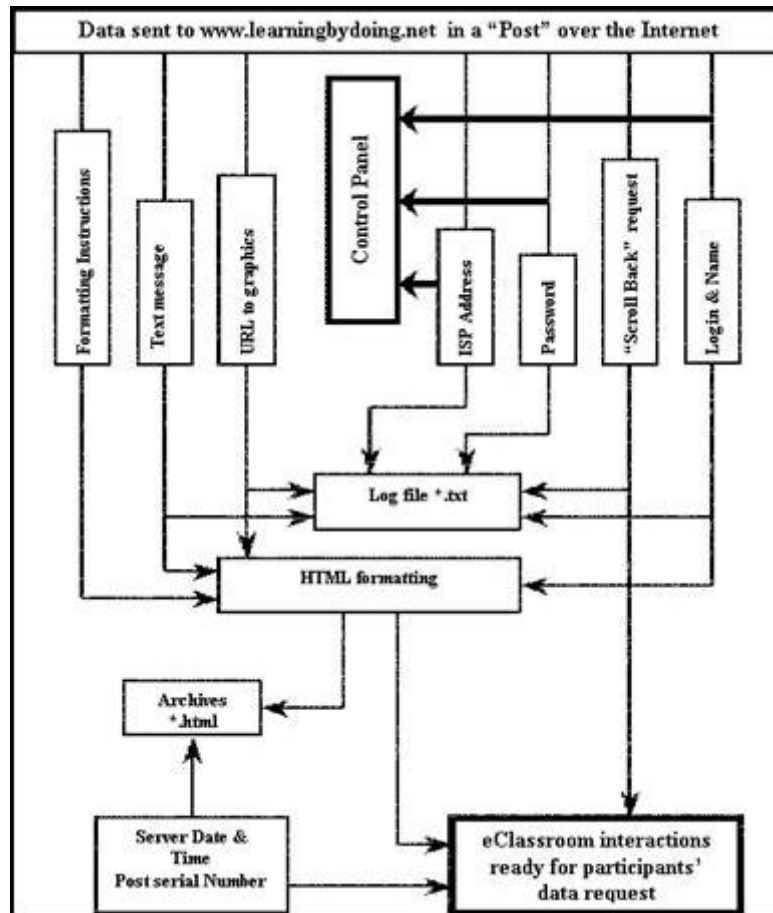 Data sent to www.learningbydoing.net in a “Post” over the Internet
Formatting Instructions
Text message
URL to graphics
Control Panel
ISP Address
Password
“Scroll Back” request
Login & Name
Log file *.txt
HTML formatting
Archives
*.html
Server Date &
Time
Post serial Number
eClassroom interactions
ready for participants’
data request